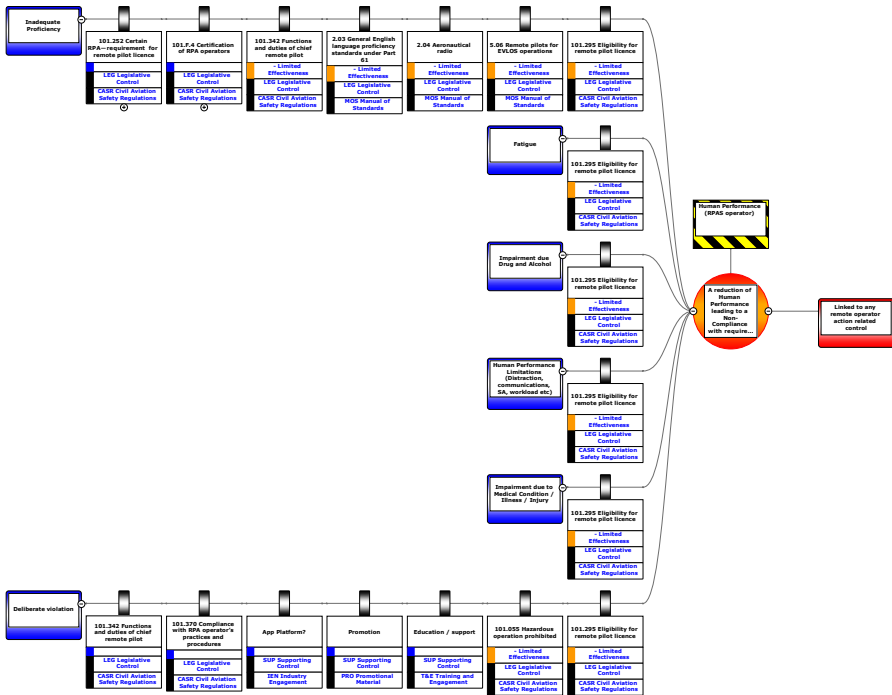 Inadequate
Proficiency
101.252 Certain
RPA—requirement for
remote pilot licence
LEG Legislative
Control
CASR Civil Aviation
Safety Regulations
101.F.4 Certification
of RPA operators
LEG Legislative
Control
CASR Civil Aviation
Safety Regulations
101.342 Functions
and duties of chief
remote pilot
- Limited
Effectiveness
LEG Legislative
Control
CASR Civil Aviation
Safety Regulations
2.03 General English
language proficiency
standards under Part
61
- Limited
Effectiveness
LEG Legislative
Control
MOS Manual of
Standards
2.04 Aeronautical
radio
- Limited
Effectiveness
LEG Legislative
Control
MOS Manual of
Standards
5.06 Remote pilots for
EVLOS operations
- Limited
Effectiveness
LEG Legislative
Control
MOS Manual of
Standards
101.295 Eligibility for
remote pilot licence
- Limited
Effectiveness
LEG Legislative
Control
CASR Civil Aviation
Safety Regulations
Fatigue
101.295 Eligibility for
remote pilot licence
- Limited
Effectiveness
LEG Legislative
Control
CASR Civil Aviation
Safety Regulations
Human Performance
(RPAS operator)
Impairment due
Drug and Alcohol
101.295 Eligibility for
remote pilot licence
- Limited
Effectiveness
LEG Legislative
Control
CASR Civil Aviation
Safety Regulations
A reduction of
Human
Performance
leading to a
Non-
Compliance
with require...
Linked to any
remote operator
action related
control
Human Performance
Limitations
(Distraction,
communications,
SA, workload etc)
101.295 Eligibility for
remote pilot licence
- Limited
Effectiveness
LEG Legislative
Control
CASR Civil Aviation
Safety Regulations
Impairment due to
Medical Condition /
Illness / Injury
101.295 Eligibility for
remote pilot licence
- Limited
Effectiveness
LEG Legislative
Control
CASR Civil Aviation
Safety Regulations
Deliberate violation
101.342 Functions
and duties of chief
remote pilot
LEG Legislative
Control
CASR Civil Aviation
Safety Regulations
101.370 Compliance
with RPA operator's
practices and
procedures
LEG Legislative
Control
CASR Civil Aviation
Safety Regulations
App Platform?
SUP Supporting
Control
IEN Industry
Engagement
Promotion
SUP Supporting
Control
PRO Promotional
Material
Education / support
SUP Supporting
Control
T&E Training and
Engagement
101.055 Hazardous
operation prohibited
- Limited
Effectiveness
LEG Legislative
Control
CASR Civil Aviation
Safety Regulations
101.295 Eligibility for
remote pilot licence
- Limited
Effectiveness
LEG Legislative
Control
CASR Civil Aviation
Safety Regulations